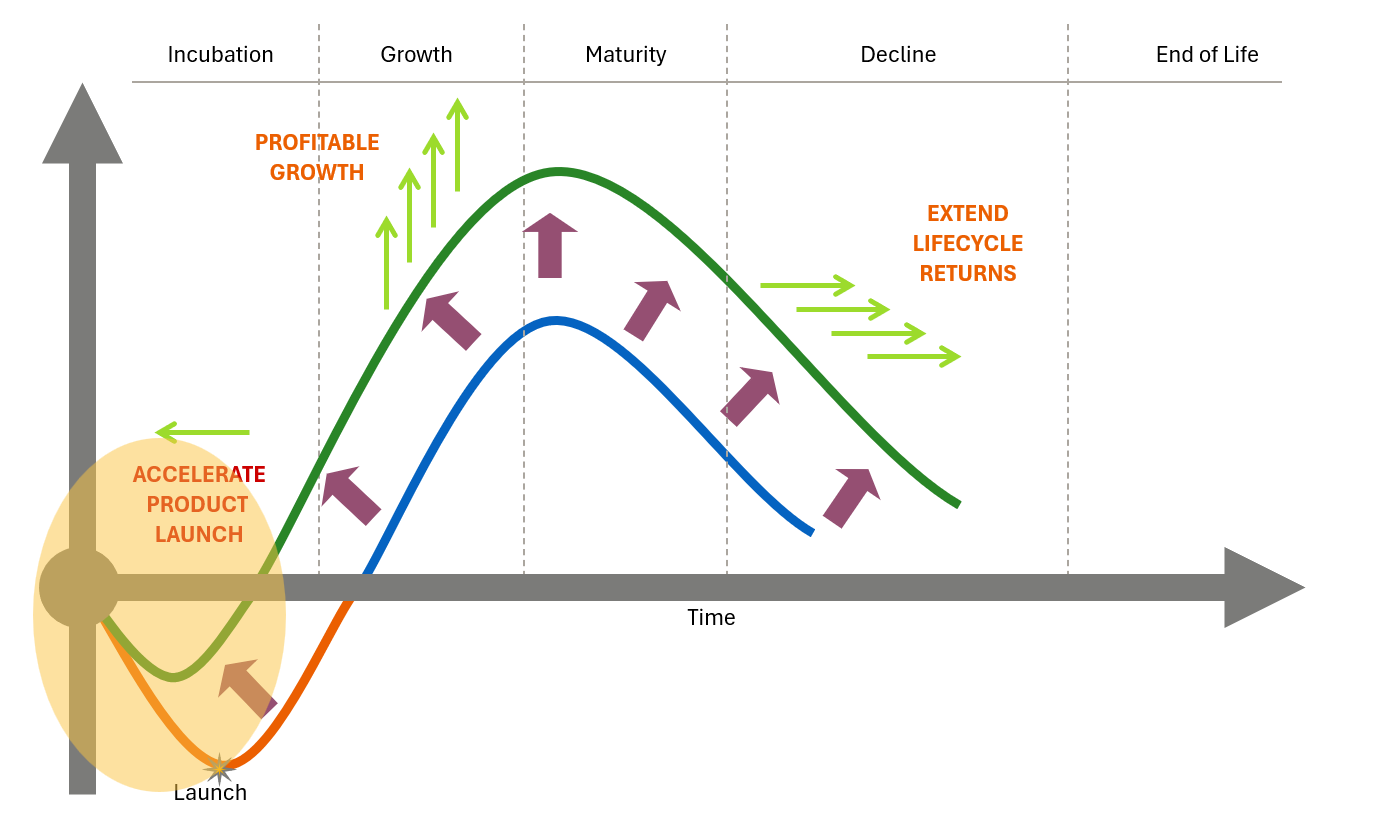 Incubation
Growth
Maturity
Decline
End of Life
PROFITABLE
GROWTH
EXTEND
LIFECYCLE
RETURNS
ACCELERATE
PRODUCT
LAUNCH
Time
Launch